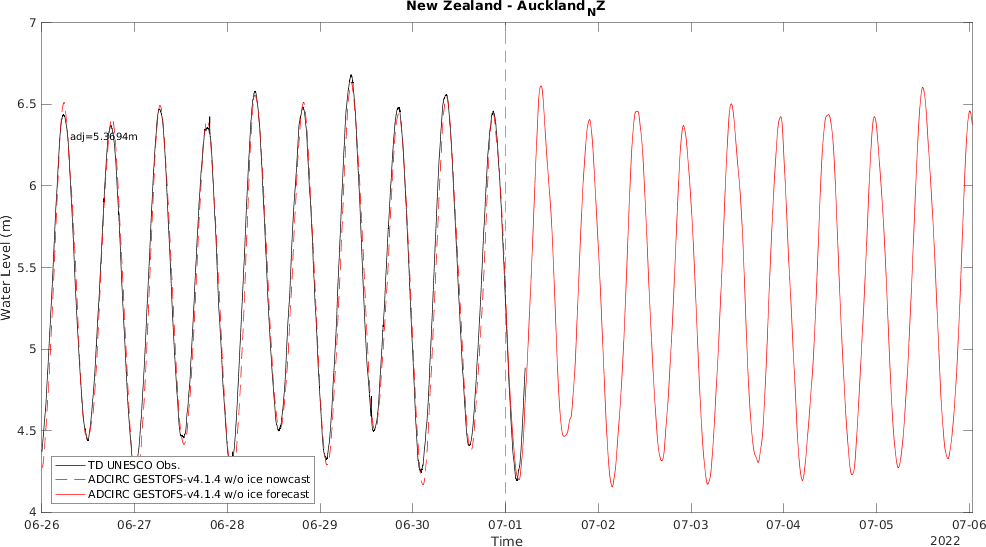 New Zealand - Auckland_NZ
7
6.5
6
5.5
5
4.5
4
Water Level (m)
adj=5.3694m
TD UNESCO Obs.
ADCIRC GESTOFS-v4.1.4 w/o ice nowcast
ADCIRC GESTOFS-v4.1.4 w/o ice forecast
06-26 06-27 06-28 06-29 06-30 07-01 07-02 07-03 07-04 07-05 07-06
Time
2022